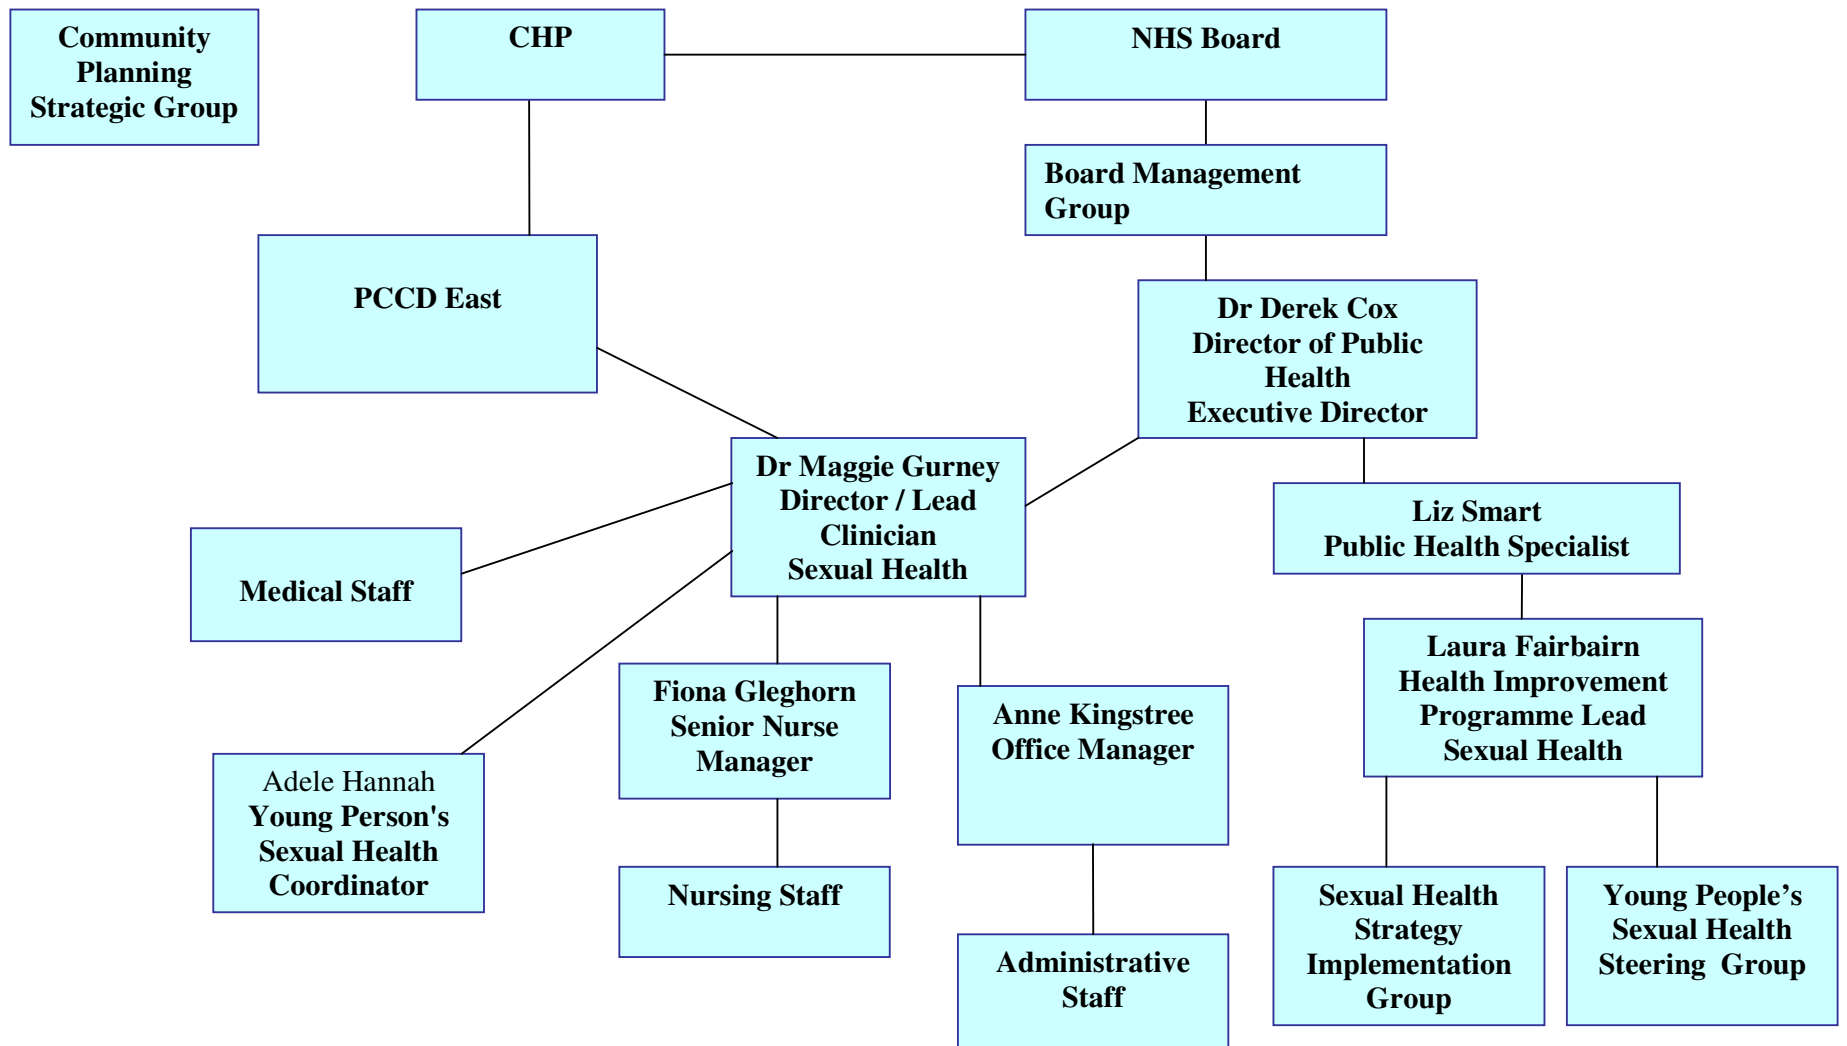 Community
Planning
Strategic Group
CHP
NHS Board
Board Management
Group
PCCD East
Dr Derek Cox
Director of Public
Health
Executive Director
Dr Maggie Gurney
Director / Lead
Clinician
Sexual Health
Liz Smart
Public Health Specialist
Medical Staff
Laura Fairbairn
Health Improvement
Programme Lead
Sexual Health
Fiona Gleghorn
Senior Nurse
Manager
Anne Kingstree
Office Manager
Adele Hannah
Young Person's
Sexual Health
Coordinator
Nursing Staff
Sexual Health
Strategy
Implementation
Group
Young People’s
Sexual Health
Steering  Group
Administrative
Staff